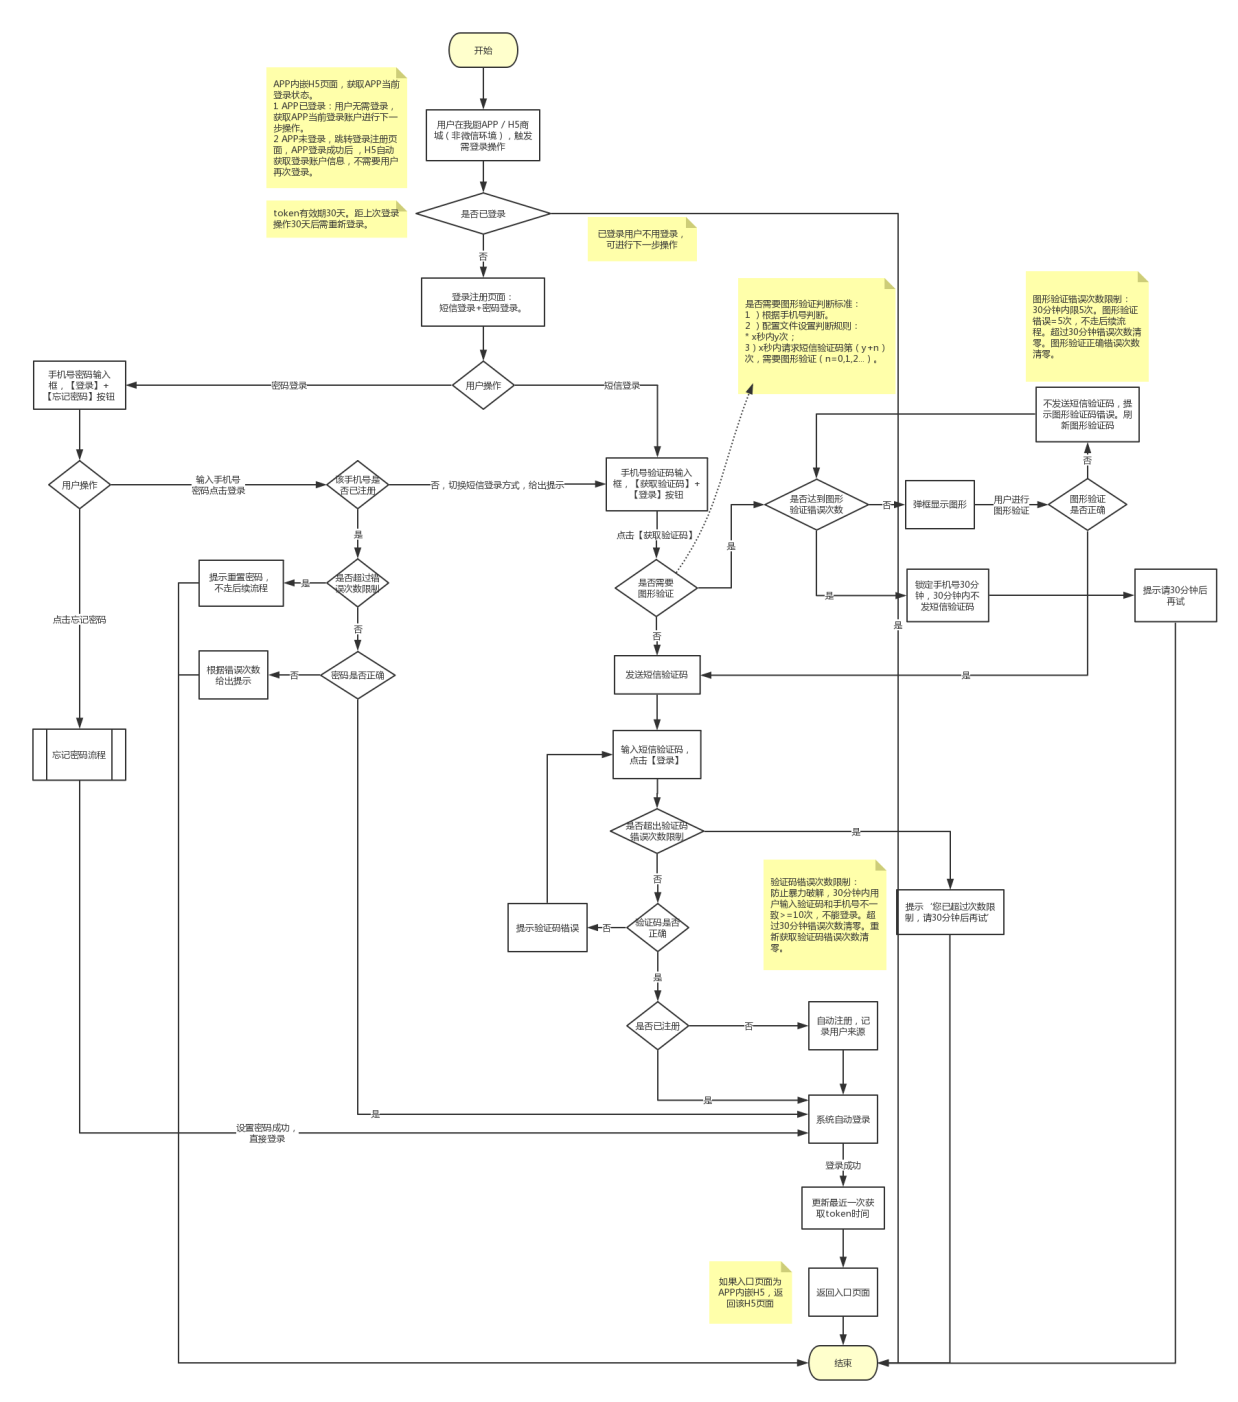 开始
APP内嵌H5页面，获取APP当前
登录状态。
1 APP已登录：用户无需登录，
获取APP当前登录账户进行下一
步操作。
2 APP未登录，跳转登录注册页
面，APP登录成功后 ，H5自动
获取登录账户信息，不需要用户
再次登录。
用户在我厨APP / H5商
城（非微信环境），触发
需登录操作
token有效期30天。距上次登录
操作30天后需重新登录。
是否已登录
已登录用户不用登录，
可进行下一步操作
否
登录注册页面：
短信登录+密码登录。
是否需要图形验证判断标准：
1 ）根据手机号判断。
2 ）配置文件设置判断规则：
* x秒内y次；
3）x秒内请求短信验证码第（y+n）
次，需要图形验证（n=0,1,2...）。
图形验证错误次数限制：
30分钟内限5次。图形验证
错误=5次，不走后续流
程。超过30分钟错误次数清
零。图形验证正确错误次数
清零。
手机号密码输入
框，【登录】+
【忘记密码】按钮
密码登录
用户操作
短信登录
不发送短信验证码，提
示图形验证码错误。刷
新图形验证码
否
用户操作
输入手机号
密码点击登录
该手机号是
否已注册
否，切换短信登录方式，给出提示
手机号验证码输入
框，【获取验证码】+
【登录】按钮
是否达到图形
验证错误次数
否
弹框显示图形
用户进行
图形验证
图形验证
是否正确
是
点击【获取验证码】
是
提示重置密码，
不走后续流程
是
是否超过错
误次数限制
是否需要
图形验证
是
锁定手机号30分
钟，30分钟内不
发短信验证码
提示请30分钟后
再试
点击忘记密码
否
否
是
根据错误次数
给出提示
否
密码是否正确
发送短信验证码
是
忘记密码流程
输入短信验证码，
点击【登录】
是否超出验证码
错误次数限制
是
否
验证码错误次数限制：
防止暴力破解，30分钟内用
户输入验证码和手机号不一
致>=10次，不能登录。超
过30分钟错误次数清零。重
新获取验证码错误次数清
零。
提示‘您已超过次数限
制，请30分钟后再试’
提示验证码错误
否
验证码是否
正确
是
是否已注册
否
自动注册，记
录用户来源
是
是
系统自动登录
设置密码成功，
直接登录
登录成功
更新最近一次获
取token时间
如果入口页面为
APP内嵌H5，返
回该H5页面
返回入口页面
结束